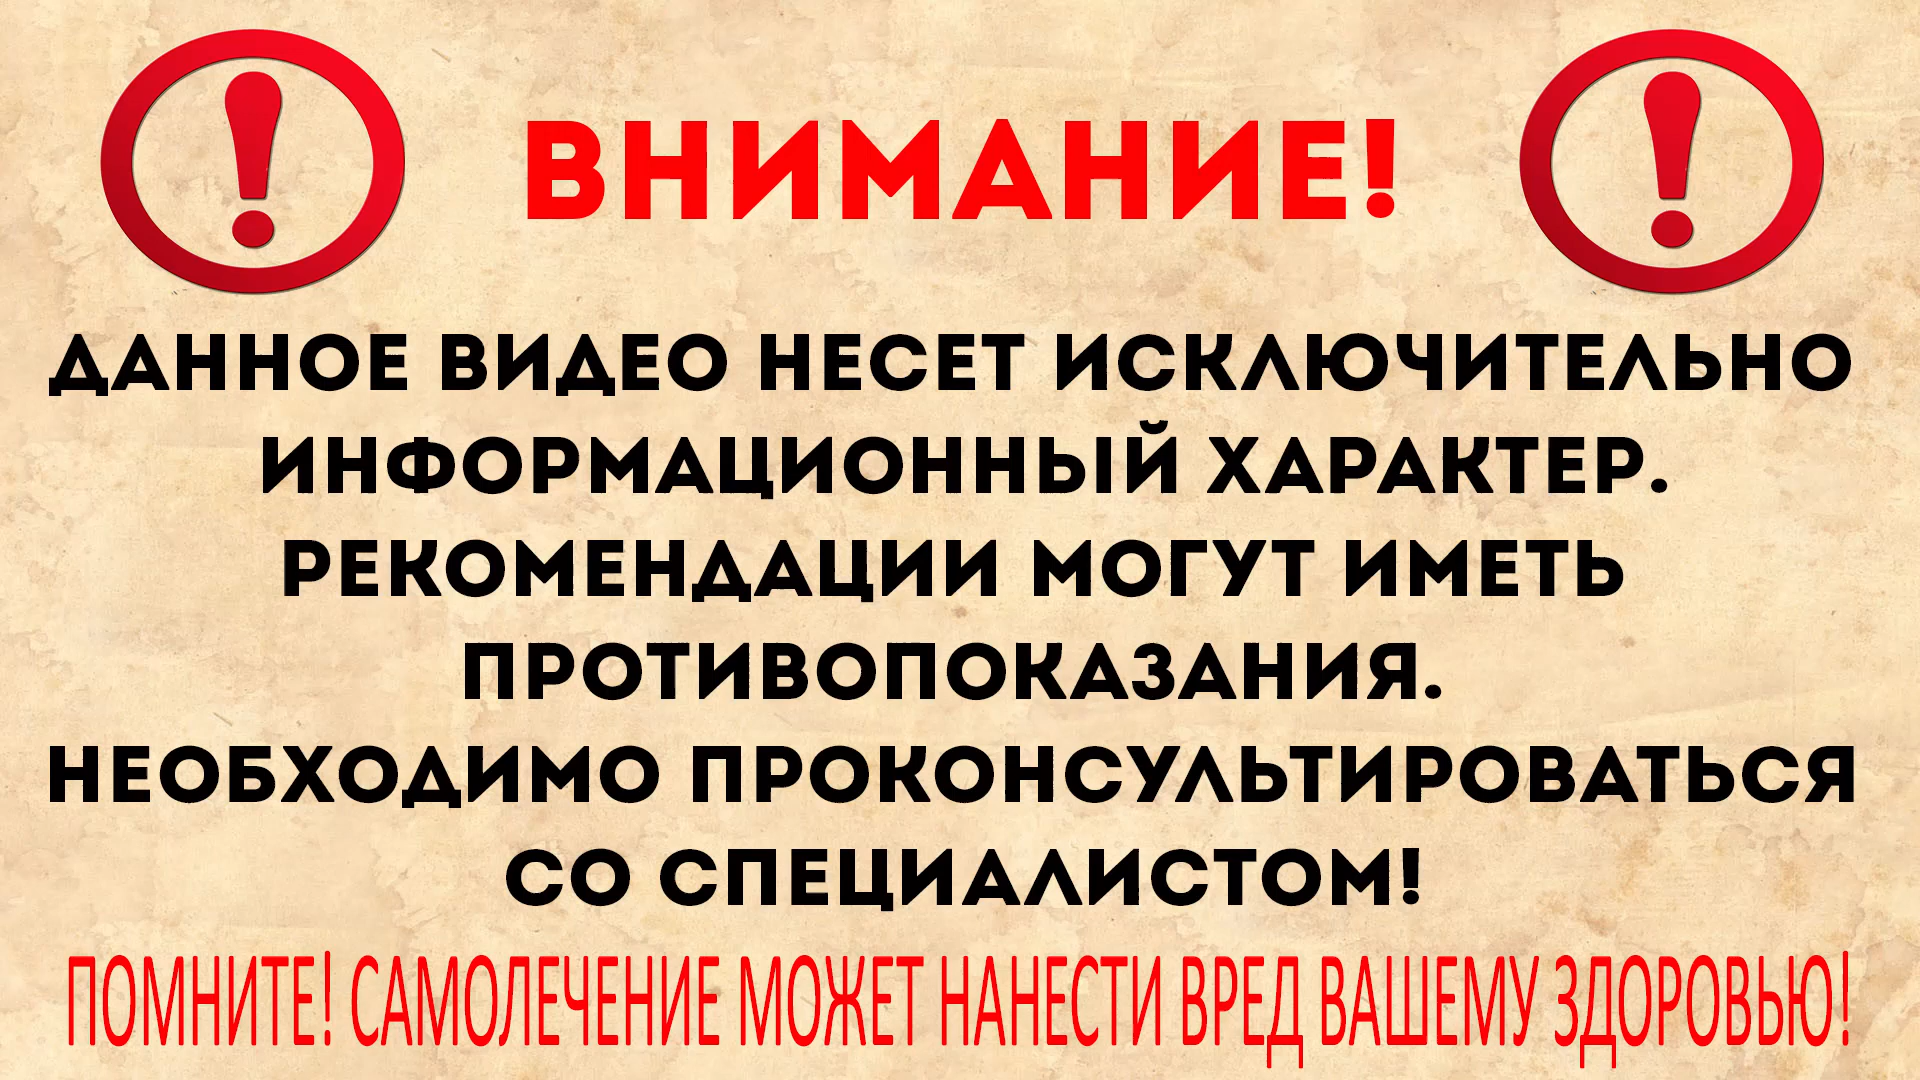 ВНИМАНИЕ!
ДАННОЕ ВИДЕО НЕСЕТ ИСКЛЮЧИТЕЛЬНО
ИНФОРМАЦИОННЫЙ ХАРАКТЕР.
РЕКОМЕНДАЦИИ МОГУТ ИМЕТЬ
ПРОТИВОПОКАЗАНИЯ.
НЕОБХОДИМО ПРОКОНСУЛЬТИРОВАТЬСЯ
СО СПЕЦИАЛИСТОМ!
ПОМНИТЕ! САМОЛЕЧЕНИЕ МОЖЕТ НАНЕСТИ ВРЕД ВАШЕМУ ЗДОРОВЬЮ!